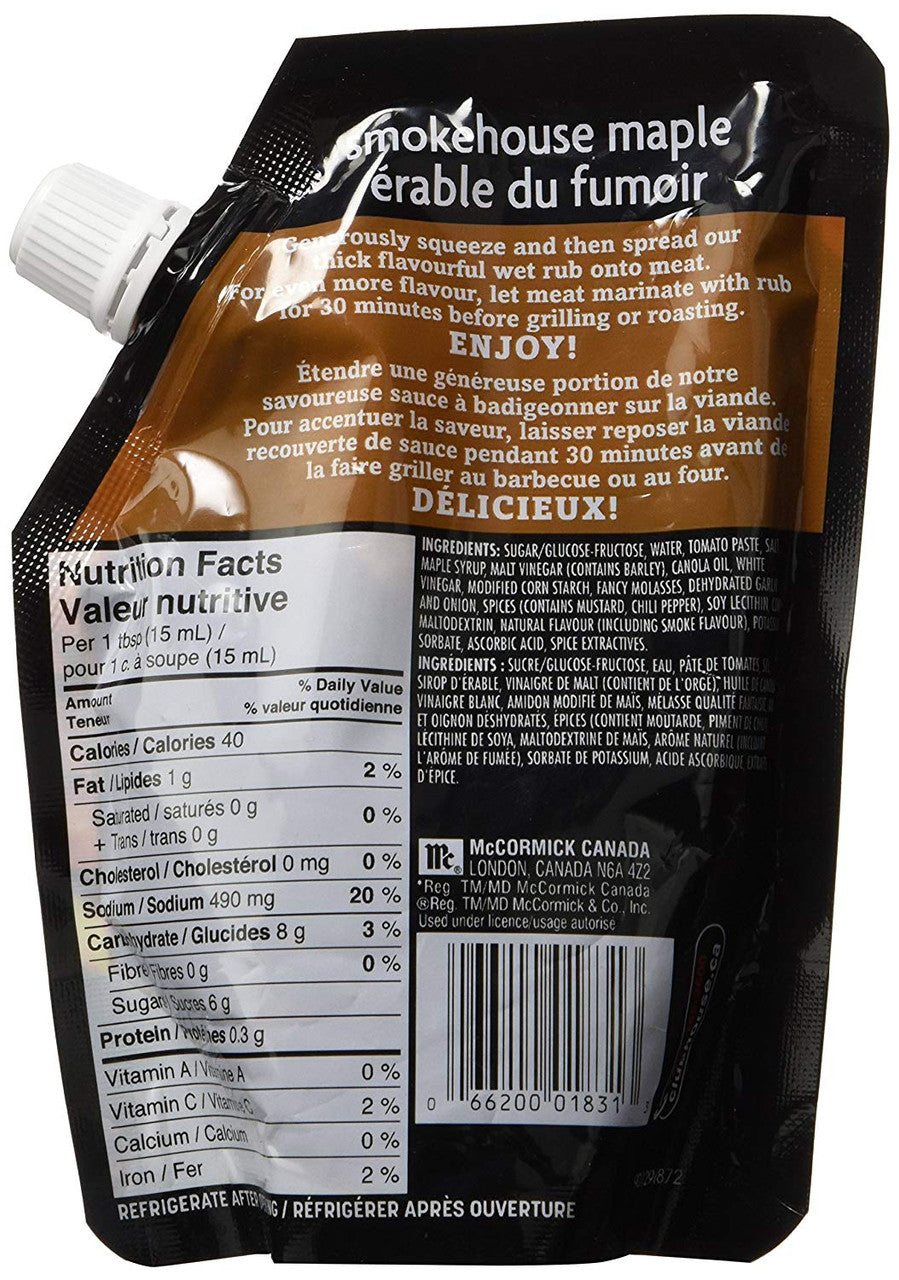 smokehouse maple
érable du fumoir
Generously squeeze and then spread our
thick flavourful wet rub onto meat.
For even more flavour, let meat marinate with rub
for 30 minutes before grilling or roasting.
ENJOY!
Étendre une généreuse portion de notre
savoureuse sauce à badigeonner sur la viande.
Pour accentuer la saveur, laisser reposer la viande
recouverte de sauce pendant 30 minutes avant de
la faire griller au barbecue ou au four.
DÉLICIEUX!
Nutrition Facts
Valeur nutritive
Per 1 tbsp (15 mL) /
pour 1 c. à soupe (15 mL)
Amount
Teneur
% Daily Value
% valeur quotidienne
Calories / Calories 40
Fat / Lipides 1 g 2 %
Saturated / saturés 0 g
+ Trans / trans 0 g
0 %
Cholesterol / Cholestérol 0 mg 0 %
Sodium / Sodium 490 mg 20 %
Carbohydrate / Glucides 8 g 3 %
Fibre / Fibres 0 g 0 %
Sugars / Sucres 6 g
Protein / Protéines 0.3 g
Vitamin A / Vitamine A 0 %
Vitamin C / Vitamine C 2 %
Calcium / Calcium 0 %
Iron / Fer 2 %
REFRIGERATE AFTER OPENING / RÉFRIGÉRER APRÈS OUVERTURE
INGREDIENTS: SUGAR/GLUCOSE-FRUCTOSE, WATER, TOMATO PASTE,
MAPLE SYRUP, MALT VINEGAR (CONTAINS BARLEY), CANOLA OIL, WHITE
VINEGAR, MODIFIED CORN STARCH, FANCY MOLASSES, DEHYDRATED
AND ONION, SPICES (CONTAINS MUSTARD, CHILI PEPPER), SOY LECITHIN
MALTODEXTRIN, NATURAL FLAVOUR (INCLUDING SMOKE FLAVOUR),
SORBATE, ASCORBIC ACID, SPICE EXTRACTIVES.
INGRÉDIENTS : SUCRE/GLUCOSE-FRUCTOSE, EAU, PÂTE DE TOMATES,
SIROP D'ÉRABLE, VINAIGRE DE MALT (CONTIENT DE L'ORGE), HUILE DE
VINAIGRE BLANC, AMIDON MODIFIÉ DE MAÏS, MÉLASSE QUALITÉ
ET OIGNON DÉSHYDRATÉS, ÉPICES (CONTIENT MOUTARDE, PIMENT DE
LÉCITHINE DE SOYA, MALTODEXTRINE DE MAÏS, ARÔME NATUREL
L'ARÔME DE FUMÉE), SORBATE DE POTASSIUM, ACIDE ASCORBIQUE,
D'ÉPICE.
Mc®
McCORMICK CANADA
LONDON, CANADA N6A 4Z2
*Reg TM/MD McCormick Canada
®Reg. TM/MD McCormick & Co., Inc.
Used under licence/usage autorisé
0 66200 01831 3
clubhouse.ca